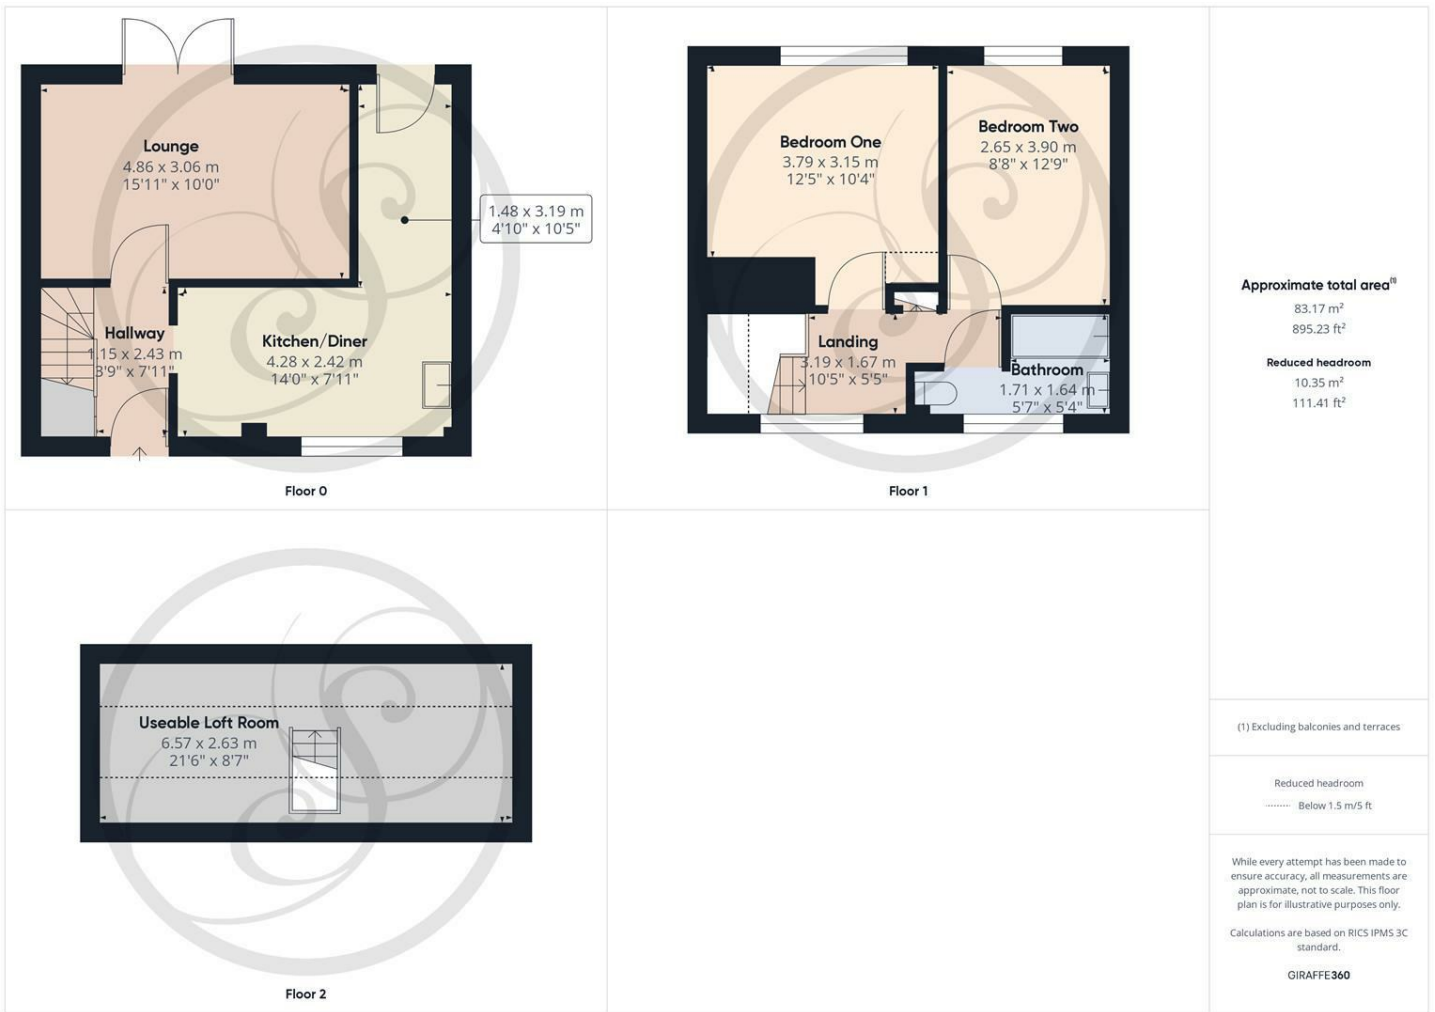 Lounge
4.86 x 3.06 m
15'11" x 10'0"
1.48 x 3.19 m
4'10" x 10'5"
Hallway
1.15 x 2.43 m
3'9" x 7'11"
Kitchen/Diner
4.28 x 2.42 m
14'0" x 7'11"
Floor 0
Bedroom One
3.79 x 3.15 m
12'5" x 10'4"
Bedroom Two
2.65 x 3.90 m
8'8" x 12'9"
Landing
3.19 x 1.67 m
10'5" x 5'5"
Bathroom
1.71 x 1.64 m
5'7" x 5'4"
Floor 1
Useable Loft Room
6.57 x 2.63 m
21'6" x 8'7"
Floor 2
Approximate total area(1)
83.17 m²
895.23 ft²
Reduced headroom
10.35 m²
111.41 ft²
(1) Excluding balconies and terraces
Reduced headroom
Below 1.5 m/5 ft
While every attempt has been made to
ensure accuracy, all measurements are
approximate, not to scale. This floor
plan is for illustrative purposes only.
Calculations are based on RICS IPMS 3C
standard.
GIRAFFE360